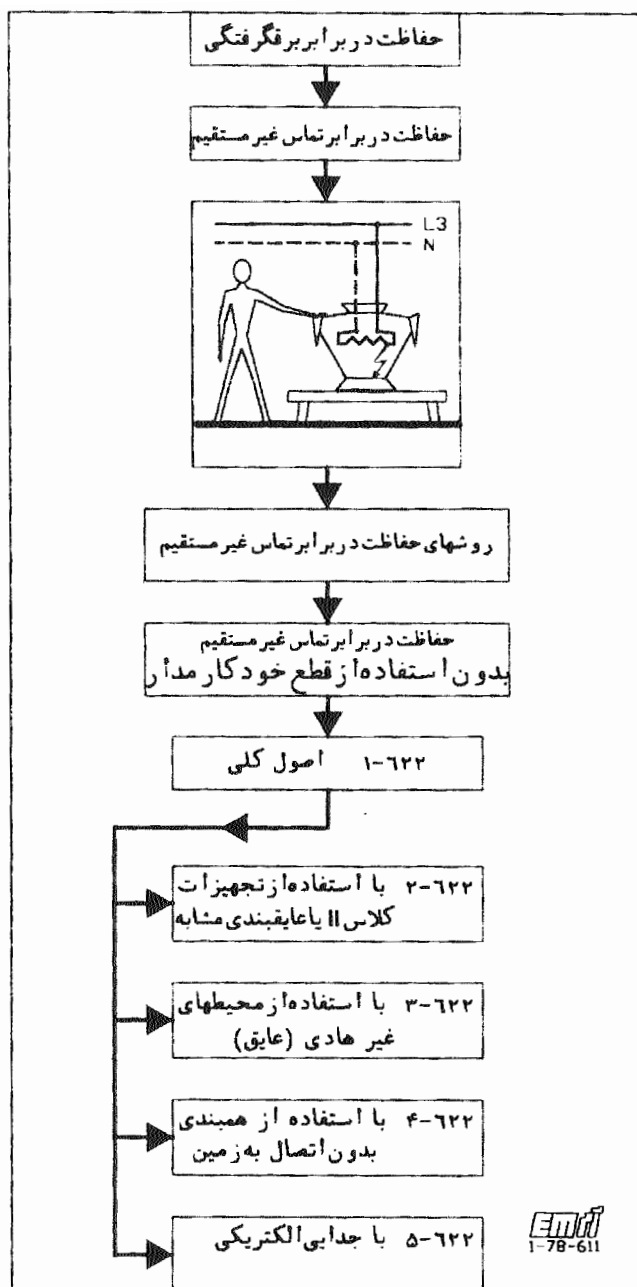 حفاظت در برابر برقگرفتگی
حفاظت در برابر تماس غیر مستقیم
L3
N
روشهای حفاظت در برابر تماس غیر مستقیم
حفاظت در برابر تماس غیر مستقیم
بدون استفاده از قطع خودکار مدار
۱-۶۲۲ اصول کلی
۲-۶۲۲ با استفاده از تجهیزات
کلاس II یا عایقبندی مشابه
۳-۶۲۲ با استفاده از محیطهای
غیر هادی (عایق)
۴-۶۲۲ با استفاده از همبندی
بدون اتصال به زمین
۵-۶۲۲ با جدایی الکتریکی
1-78-611